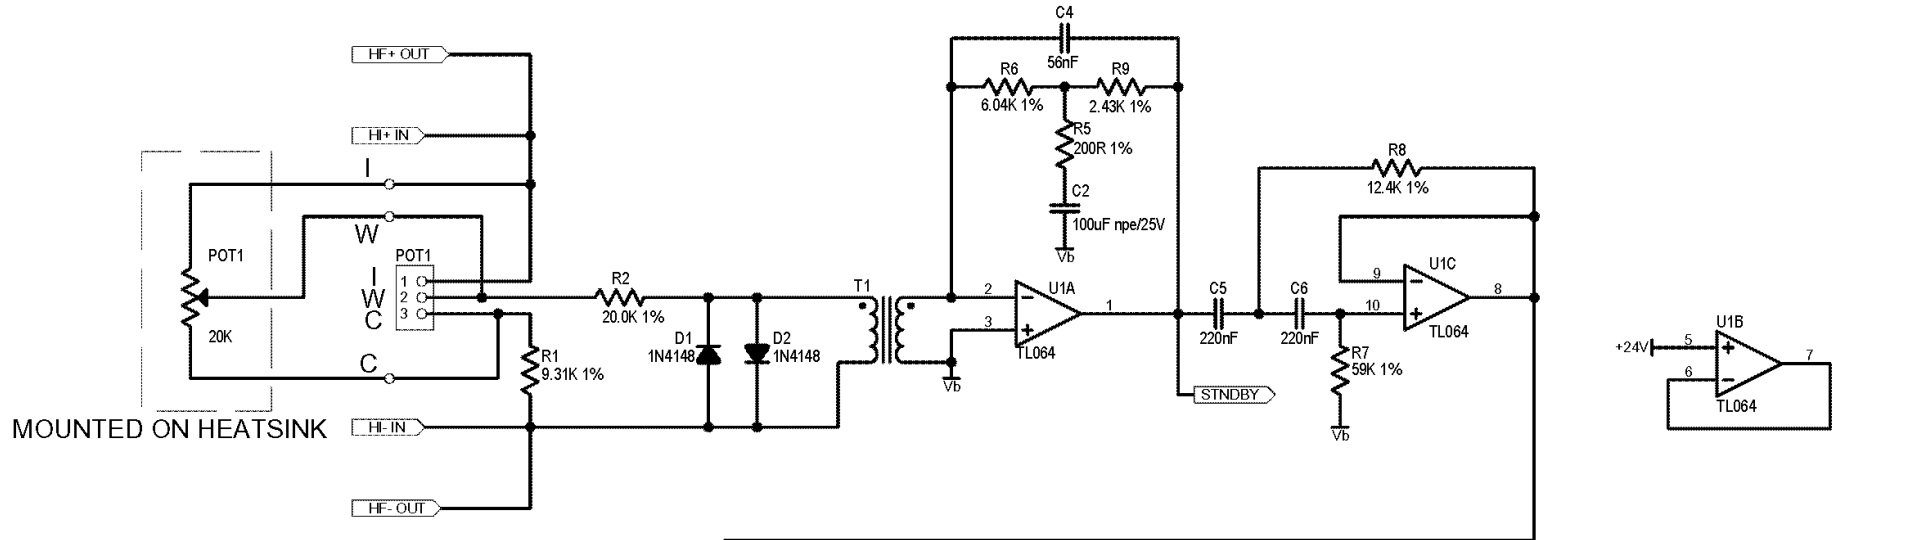 HF+ OUT
HI+ IN
I
W
POT1
20K
C
MOUNTED ON HEATSINK
POT1
I
W
C
1
2
3
R1
9.31K 1%
HI- IN
HF- OUT
R2
20.0K 1%
D1
1N4148
D2
1N4148
T1
C4
56nF
R6
6.04K 1%
R9
2.43K 1%
R5
200R 1%
C2
100uF npe/25V
Vb
2
3
1
U1A
TL064
Vb
STNDBY
C5
220nF
C6
220nF
R7
59K 1%
Vb
R8
12.4K 1%
9
10
8
U1C
TL064
+24V
5
6
7
U1B
TL064